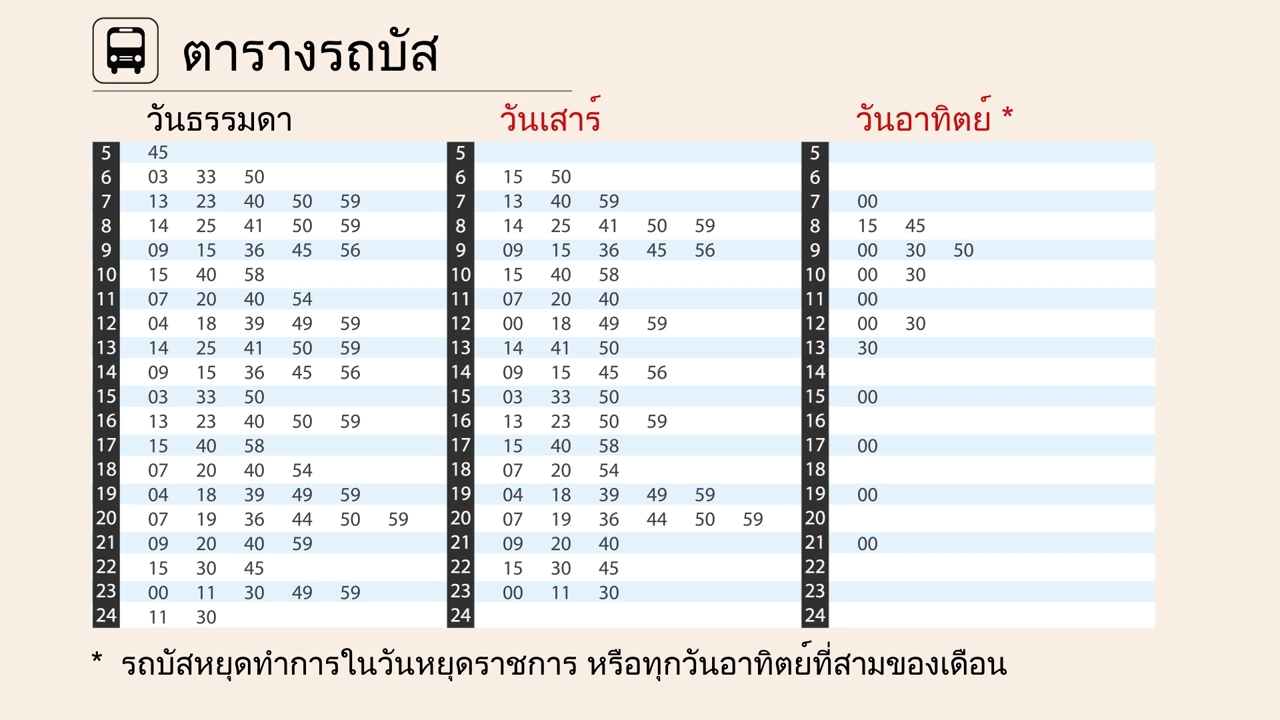 ตารางรถบัส
วันธรรมดา วันเสาร์ วันอาทิตย์ *
5 45 5 5
6 03 33 50 6 15 50 6
7 13 23 40 50 59 7 13 40 59 7 00
8 14 25 41 50 59 8 14 25 41 50 59 8 15 45
9 09 15 36 45 56 9 09 15 36 45 56 9 00 30 50
10 15 40 58 10 15 40 58 10 00 30
11 07 20 40 54 11 07 20 40 11 00
12 04 18 39 49 59 12 00 18 49 59 12 00 30
13 14 25 41 50 59 13 14 41 50 13 30
14 09 15 36 45 56 14 09 15 45 56 14
15 03 33 50 15 03 33 50 15 00
16 13 23 40 50 59 16 13 23 50 59 16
17 15 40 58 17 15 40 58 17 00
18 07 20 40 54 18 07 20 54 18
19 04 18 39 49 59 19 04 18 39 49 59 19 00
20 07 19 36 44 50 59 20 07 19 36 44 50 59 20
21 09 20 40 59 21 09 20 40 21 00
22 15 30 45 22 15 30 45 22
23 00 11 30 49 59 23 00 11 30 23
24 11 30 24 24
* รถบัสหยุดทำการในวันหยุดราชการ หรือทุกวันอาทิตย์ที่สามของเดือน